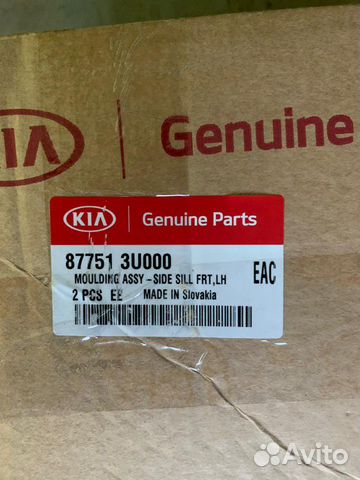 KIA Genuine
KIA Genuine Parts
87751 3U000
MOULDING ASSY-SIDE SILL FRT,LH
EAC
2 PCS EE MADE IN Slovakia
Avito